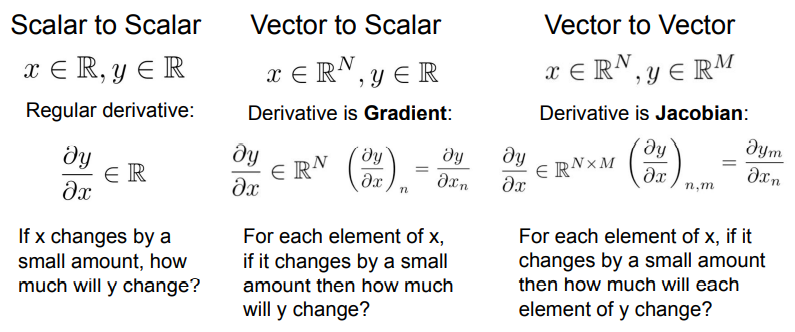 Scalar to Scalar
x ∈ ℝ, y ∈ ℝ
Regular derivative:
∂y/∂x ∈ ℝ
If x changes by a
small amount, how
much will y change?
Vector to Scalar
x ∈ ℝ^N, y ∈ ℝ
Derivative is Gradient:
∂y/∂x ∈ ℝ^N (∂y/∂x)_n = ∂y/∂x_n
For each element of x,
if it changes by a small
amount then how much
will y change?
Vector to Vector
x ∈ ℝ^N, y ∈ ℝ^M
Derivative is Jacobian:
∂y/∂x ∈ ℝ^{N×M} (∂y/∂x)_{n,m} = ∂y_m/∂x_n
For each element of x, if it
changes by a small amount
then how much will each
element of y change?